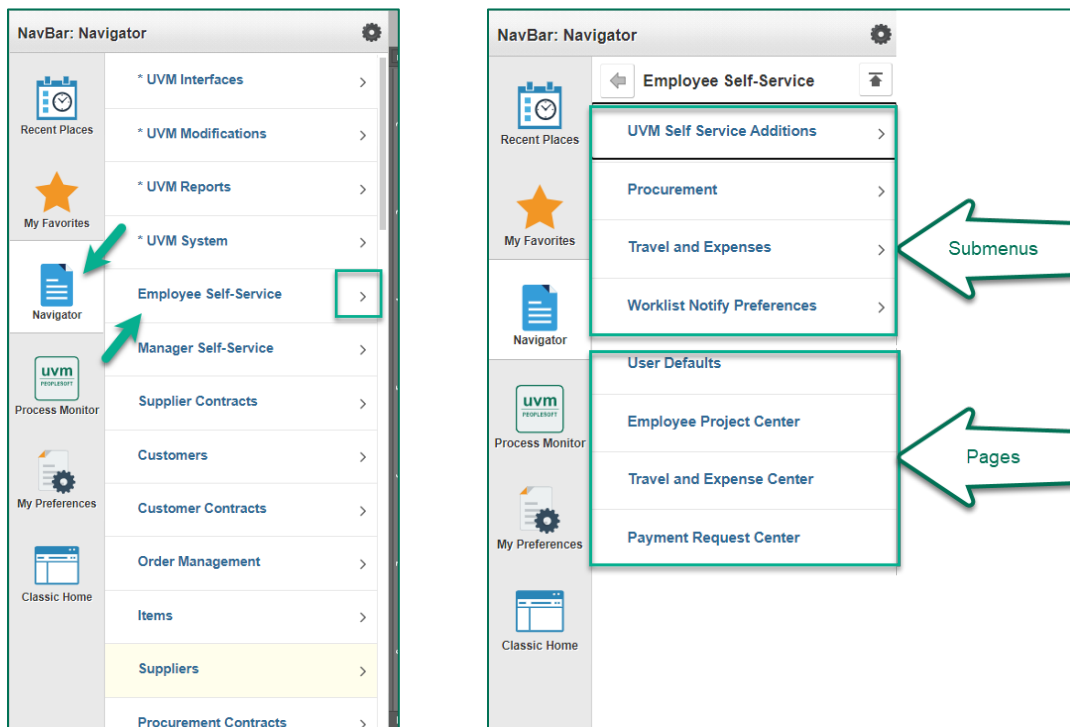 NavBar: Navigator
Recent Places
My Favorites
Navigator
uvm
PEOPLESOFT
Process Monitor
My Preferences
Classic Home
* UVM Interfaces
* UVM Modifications
* UVM Reports
* UVM System
Employee Self-Service
Manager Self-Service
Supplier Contracts
Customers
Customer Contracts
Order Management
Items
Suppliers
Procurement Contracts
NavBar: Navigator
Recent Places
My Favorites
Navigator
uvm
PEOPLESOFT
Process Monitor
My Preferences
Classic Home
Employee Self-Service
UVM Self Service Additions
Procurement
Travel and Expenses
Worklist Notify Preferences
User Defaults
Employee Project Center
Travel and Expense Center
Payment Request Center
Submenus
Pages